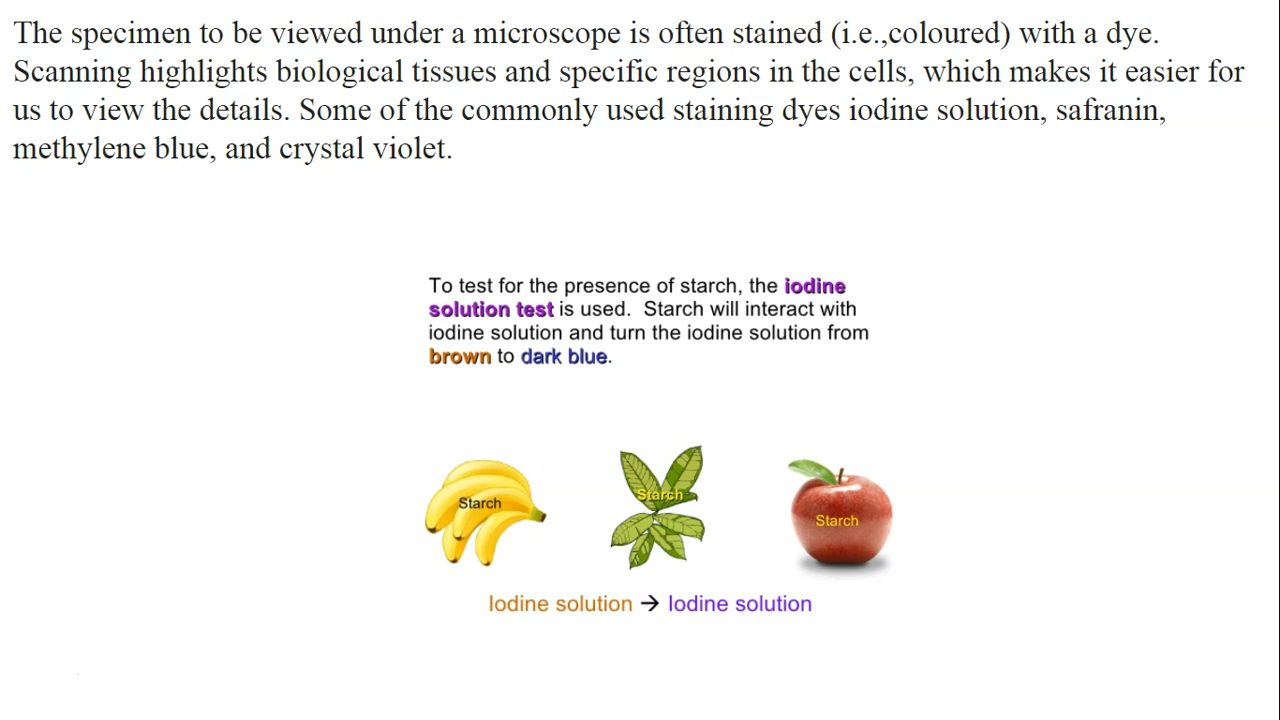 The specimen to be viewed under a microscope is often stained (i.e.,coloured) with a dye.
Scanning highlights biological tissues and specific regions in the cells, which makes it easier for
us to view the details. Some of the commonly used staining dyes iodine solution, safranin,
methylene blue, and crystal violet.
To test for the presence of starch, the iodine
solution test is used. Starch will interact with
iodine solution and turn the iodine solution from
brown to dark blue.
Starch
Starch
Starch
Iodine solution → Iodine solution